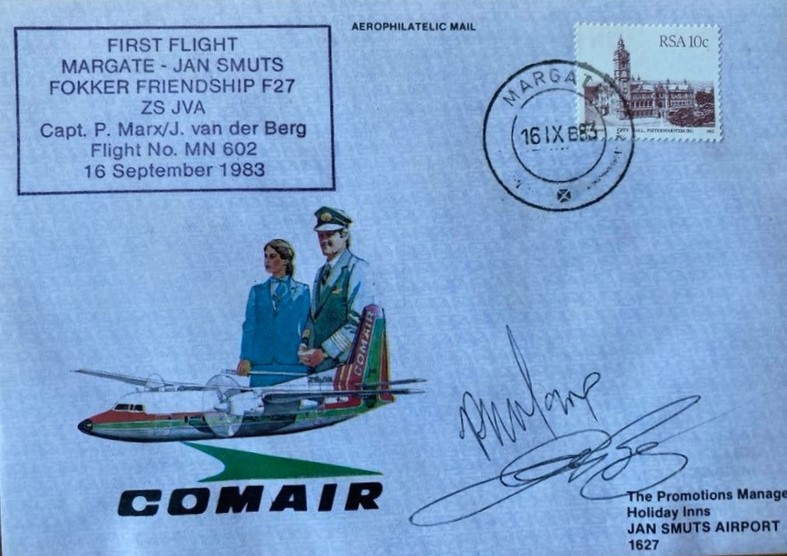 FIRST FLIGHT
MARGATE - JAN SMUTS
FOKKER FRIENDSHIP F27
ZS JVA
Capt. P. Marx/J. van der Berg
Flight No. MN 602
16 September 1983
AEROPHILATELIC MAIL
RSA 10c
CITY HALL, PIETERMARITZBURG
MARGATE
16 IX 83
COMAIR
COMAIR
The Promotions Manage
Holiday Inns
JAN SMUTS AIRPORT
1627